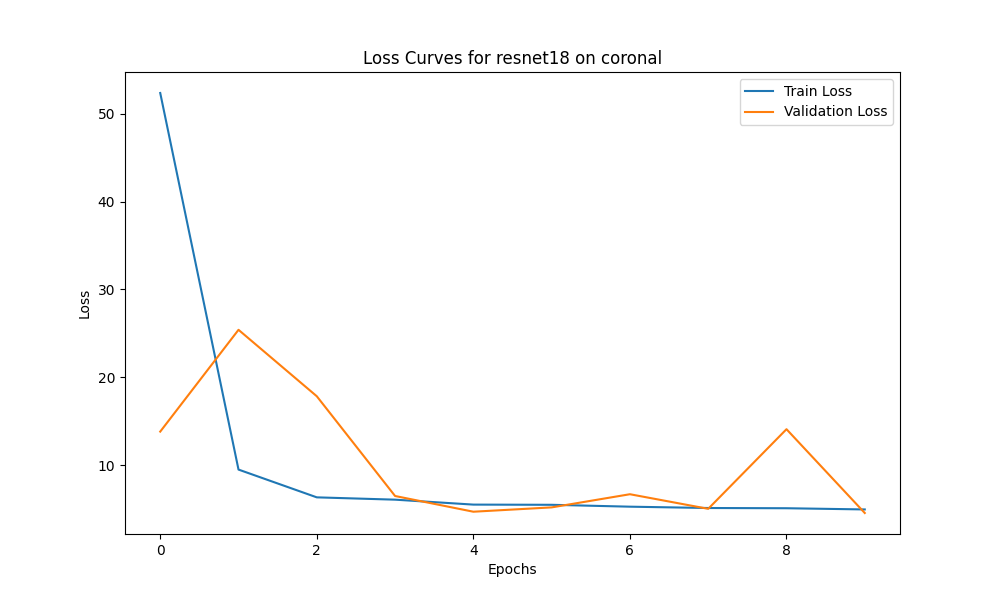 Loss Curves for resnet18 on coronal
Train Loss
Validation Loss
50
40
30
20
10
Loss
0 2 4 6 8
Epochs